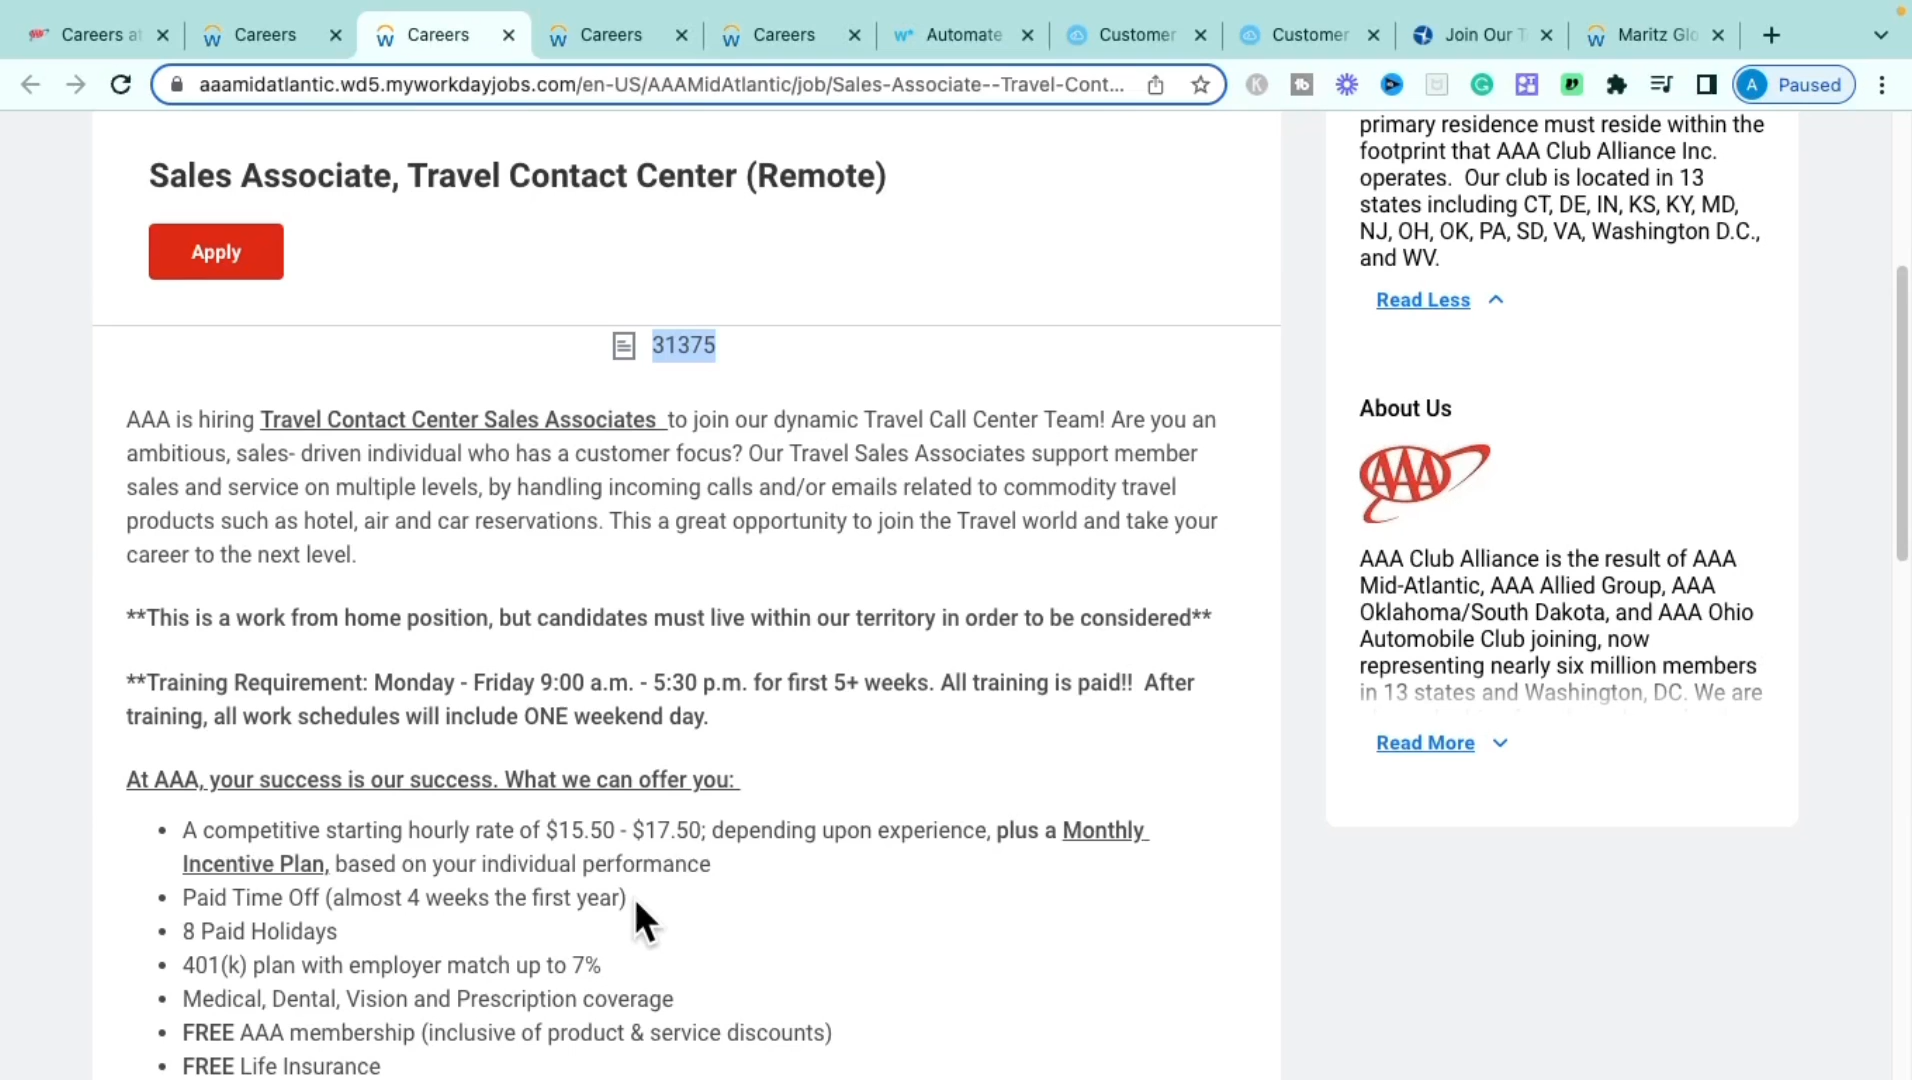 Careers at
Careers
Careers
Careers
Careers
Automate
Customer
Customer
Join Our T
Maritz Glo
aaamidatlantic.wd5.myworkdayjobs.com/en-US/AAAMidAtlantic/job/Sales-Associate--Travel-Cont...
A Paused
Sales Associate, Travel Contact Center (Remote)
Apply
31375
AAA is hiring Travel Contact Center Sales Associates to join our dynamic Travel Call Center Team! Are you an
ambitious, sales- driven individual who has a customer focus? Our Travel Sales Associates support member
sales and service on multiple levels, by handling incoming calls and/or emails related to commodity travel
products such as hotel, air and car reservations. This a great opportunity to join the Travel world and take your
career to the next level.
**This is a work from home position, but candidates must live within our territory in order to be considered**
**Training Requirement: Monday - Friday 9:00 a.m. - 5:30 p.m. for first 5+ weeks. All training is paid!! After
training, all work schedules will include ONE weekend day.
At AAA, your success is our success. What we can offer you:
• A competitive starting hourly rate of $15.50 - $17.50; depending upon experience, plus a Monthly
Incentive Plan, based on your individual performance
• Paid Time Off (almost 4 weeks the first year)
• 8 Paid Holidays
• 401(k) plan with employer match up to 7%
• Medical, Dental, Vision and Prescription coverage
• FREE AAA membership (inclusive of product & service discounts)
• FREE Life Insurance
primary residence must reside within the
footprint that AAA Club Alliance Inc.
operates. Our club is located in 13
states including CT, DE, IN, KS, KY, MD,
NJ, OH, OK, PA, SD, VA, Washington D.C.,
and WV.
Read Less
About Us
AAA
AAA Club Alliance is the result of AAA
Mid-Atlantic, AAA Allied Group, AAA
Oklahoma/South Dakota, and AAA Ohio
Automobile Club joining, now
representing nearly six million members
in 13 states and Washington, DC. We are
Read More